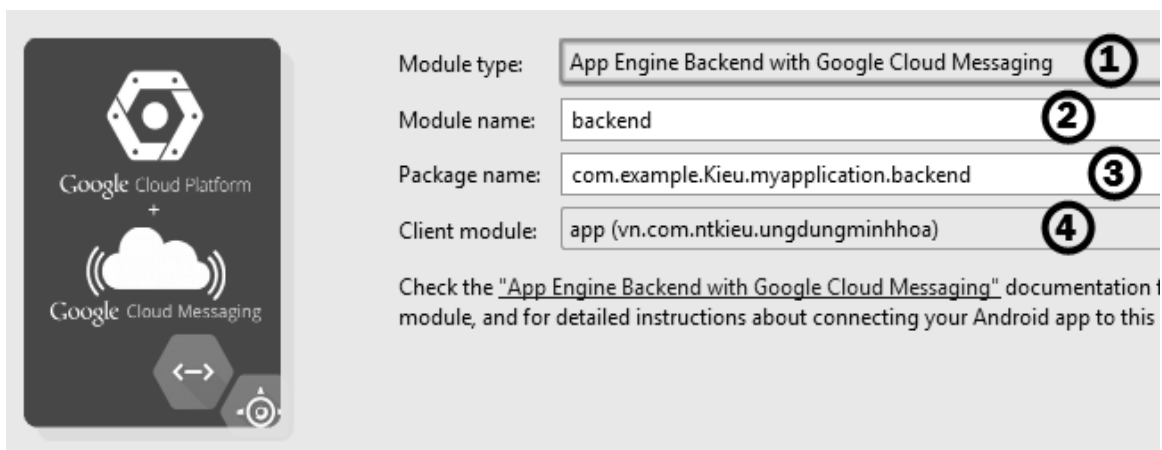 Google Cloud Platform
+
Google Cloud Messaging
Module type: App Engine Backend with Google Cloud Messaging 1
Module name: backend 2
Package name: com.example.Kieu.myapplication.backend 3
Client module: app (vn.com.ntkieu.ungdungminhhoa) 4
Check the "App Engine Backend with Google Cloud Messaging" documentation
module, and for detailed instructions about connecting your Android app to this